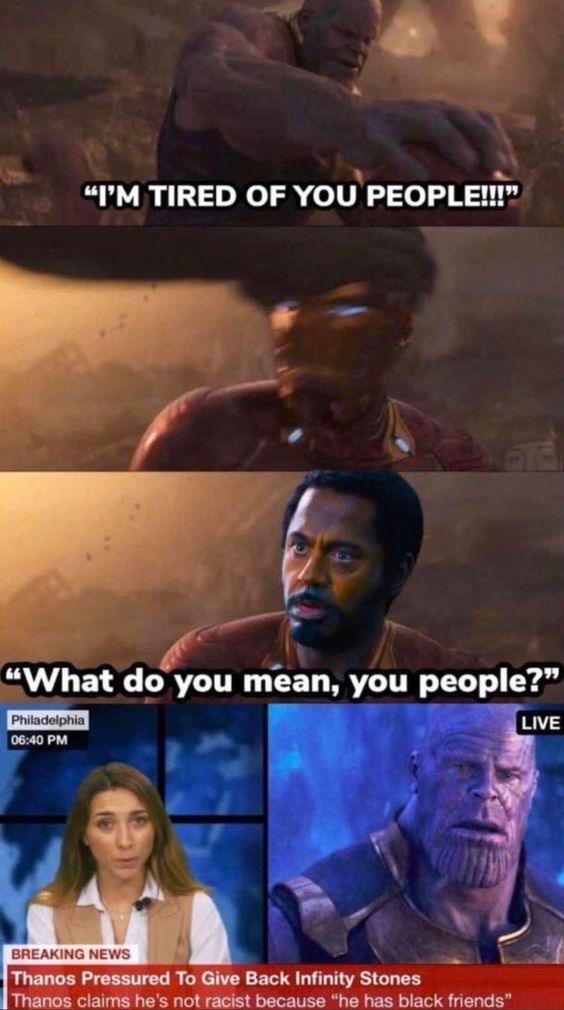 “I'M TIRED OF YOU PEOPLE!!!”
“What do you mean, you people?”
Philadelphia
06:40 PM
LIVE
BREAKING NEWS
Thanos Pressured To Give Back Infinity Stones
Thanos claims he's not racist because “he has black friends”